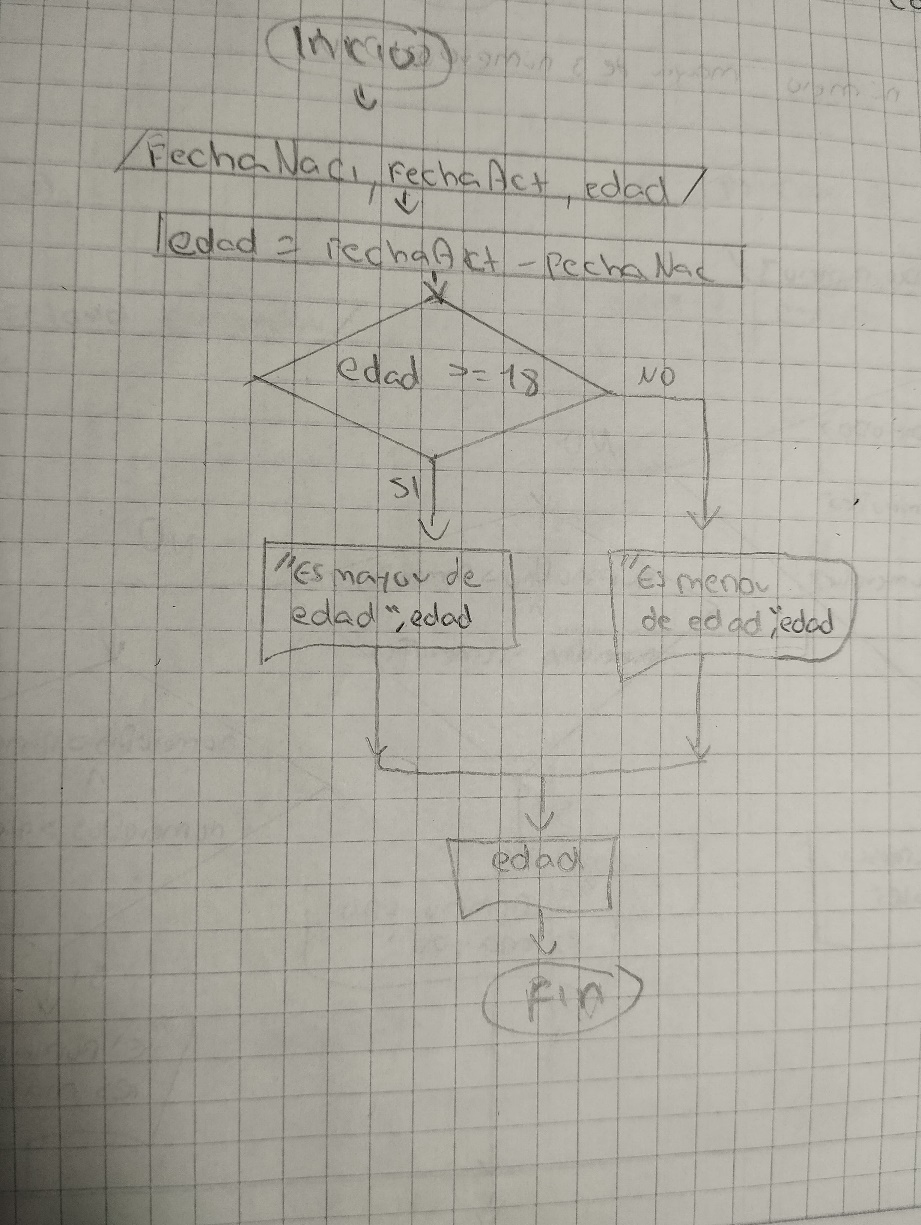 Inicio
FechaNaci, FechaAct, edad
edad = FechaAct - FechaNac
edad >= 18
NO
SI
"Es mayor de
edad", edad
"Es menor
de edad", edad
edad
Fin